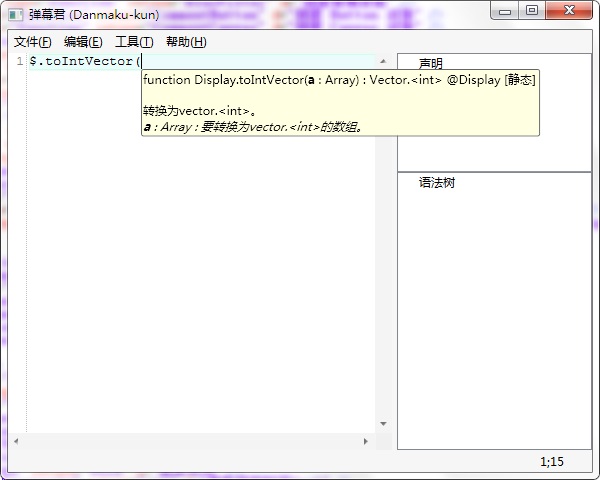 弹幕君 (Danmaku-kun)
文件(F) 编辑(E) 工具(T) 帮助(H)
1 $.toIntVector(
声明
function Display.toIntVector(a : Array) : Vector.<int> @Display [静态]
转换为vector.<int>。
a : Array : 要转换为vector.<int>的数组。
语法树
1;15